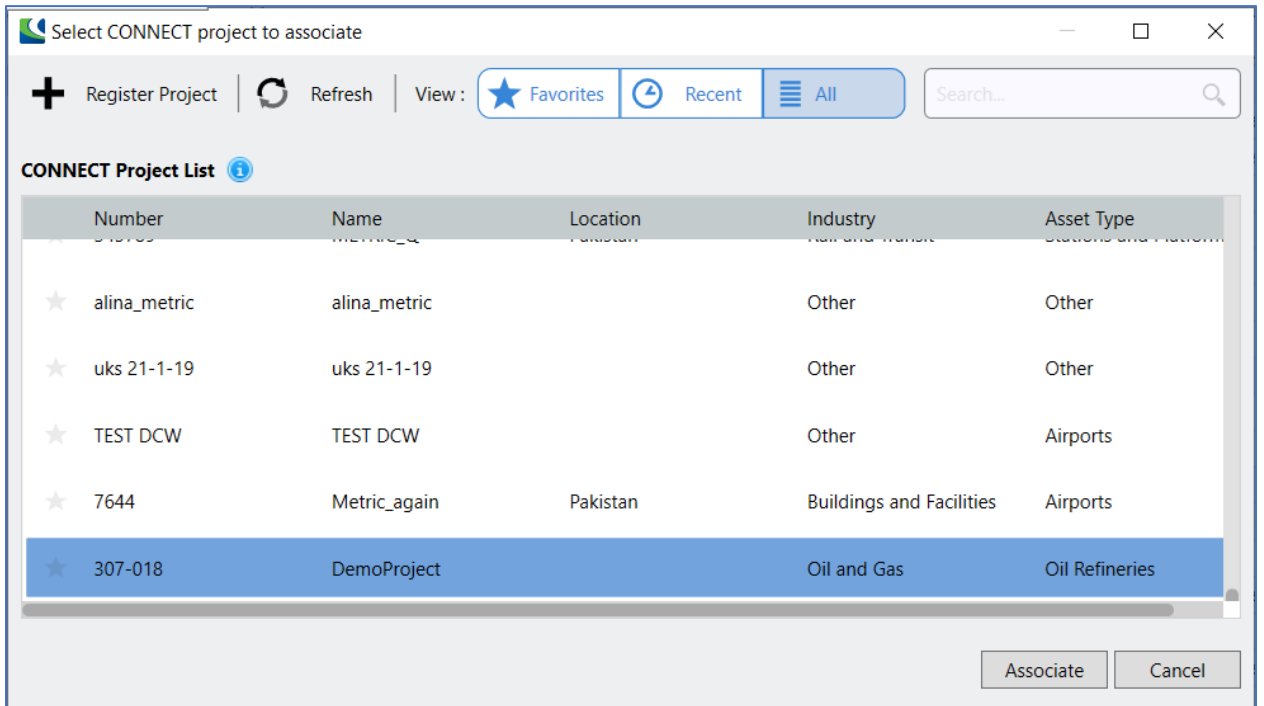 Select CONNECT project to associate
Register Project Refresh View : Favorites Recent All Search...
CONNECT Project List
Number Name Location Industry Asset Type
alina_metric alina_metric Other Other
uks 21-1-19 uks 21-1-19 Other Other
TEST DCW TEST DCW Other Airports
7644 Metric_again Pakistan Buildings and Facilities Airports
307-018 DemoProject Oil and Gas Oil Refineries
Associate Cancel